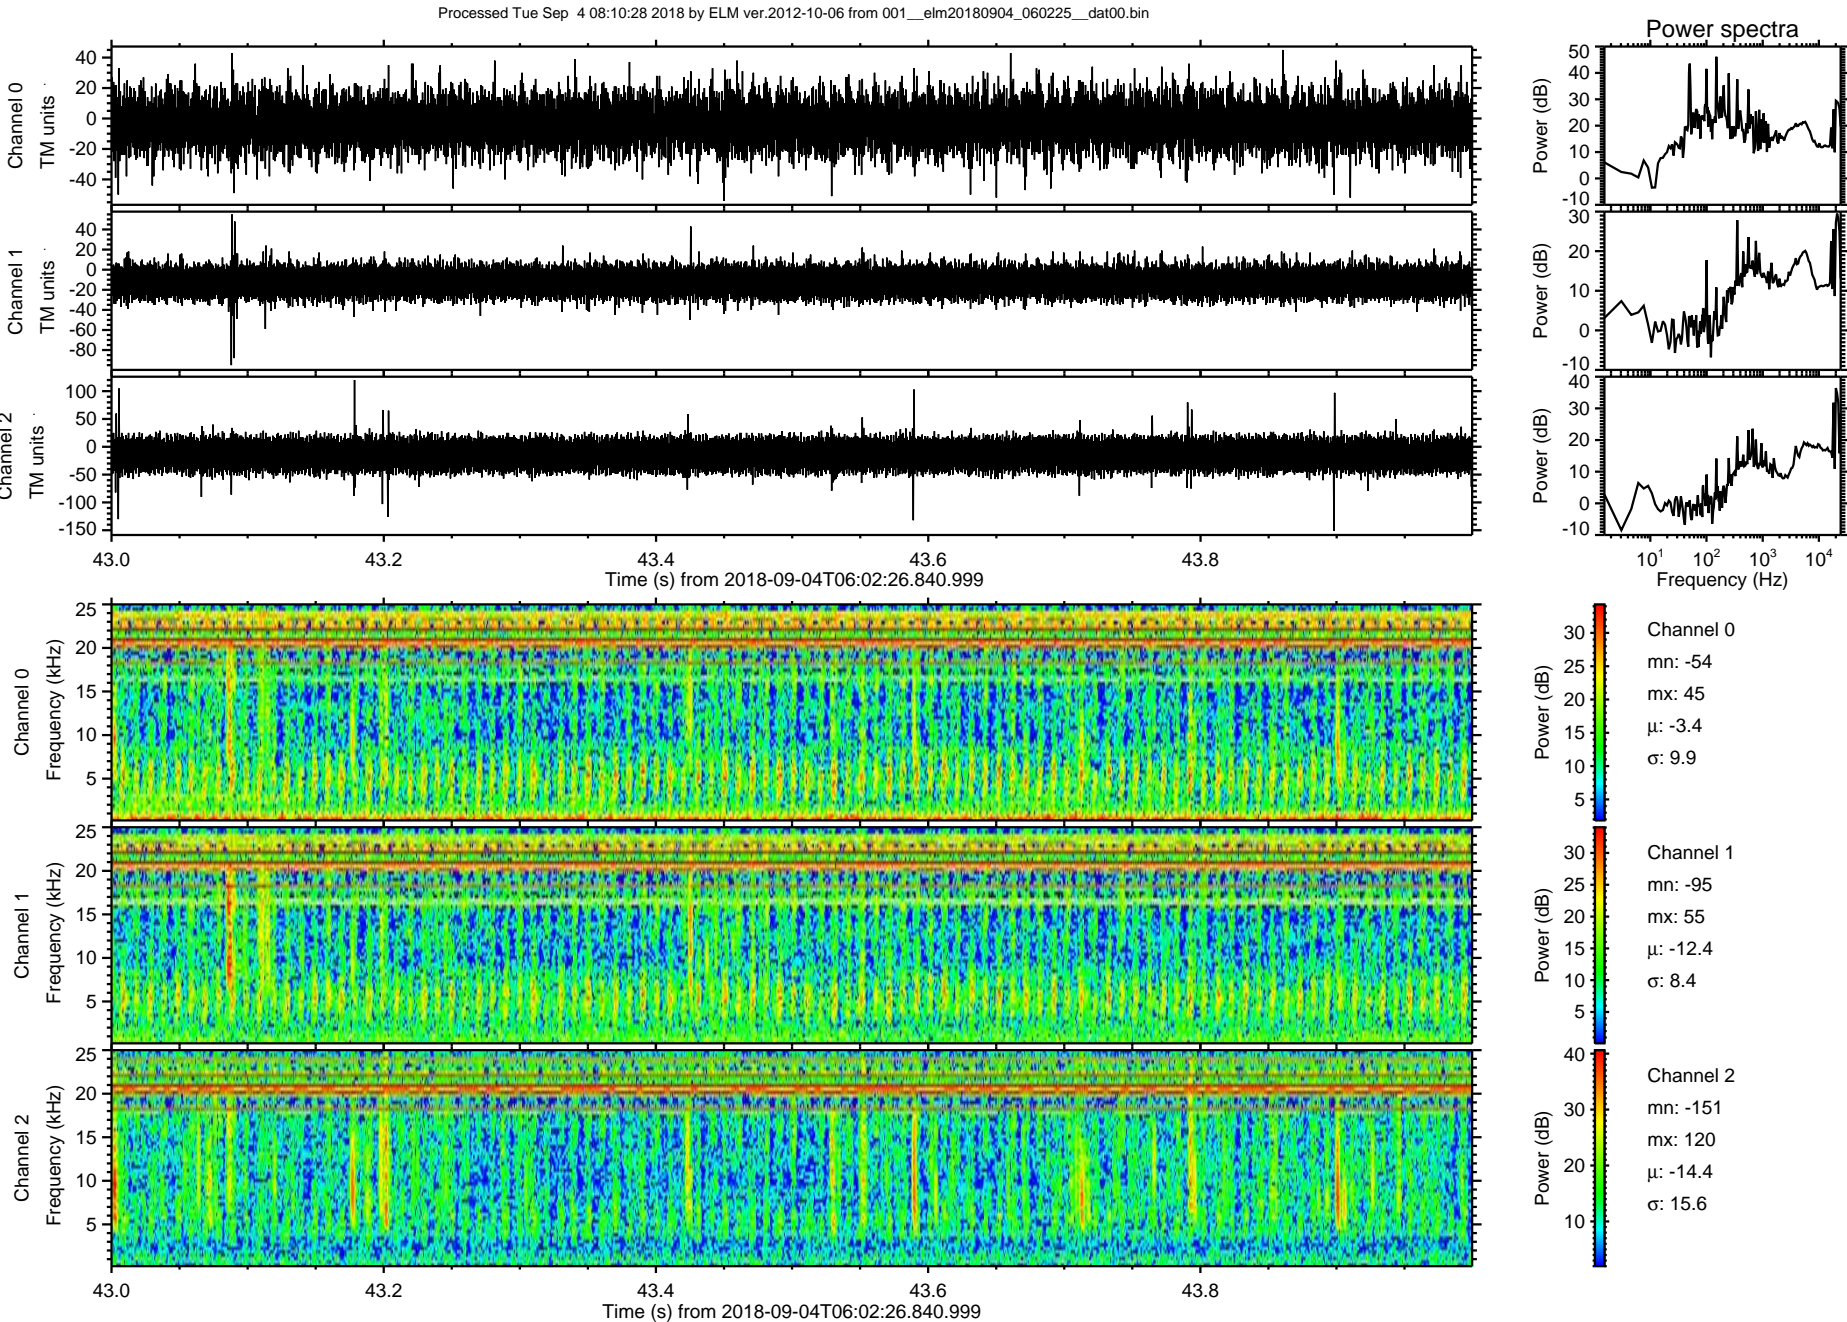 Processed Tue Sep 4 08:10:28 2018 by ELM ver.2012-10-06 from 001__elm20180904_060225__dat00.bin
Power spectra
Channel 0
TM units
40
20
0
-20
-40
Power (dB)
50
40
30
20
10
0
-10
Channel 1
TM units
40
20
0
-20
-40
-60
-80
Power (dB)
30
20
10
0
-10
Channel 2
TM units
100
50
0
-50
-100
-150
Power (dB)
40
30
20
10
0
-10
43.0 43.2 43.4 43.6 43.8
Time (s) from 2018-09-04T06:02:26.840.999
10^1 10^2 10^3 10^4
Frequency (Hz)
Channel 0
Frequency (kHz)
25
20
15
10
5
Power (dB)
30
25
20
15
10
5
Channel 0
mn: -54
mx: 45
μ: -3.4
σ: 9.9
Channel 1
Frequency (kHz)
25
20
15
10
5
Power (dB)
30
25
20
15
10
5
Channel 1
mn: -95
mx: 55
μ: -12.4
σ: 8.4
Channel 2
Frequency (kHz)
25
20
15
10
5
Power (dB)
40
30
20
10
Channel 2
mn: -151
mx: 120
μ: -14.4
σ: 15.6
43.0 43.2 43.4 43.6 43.8
Time (s) from 2018-09-04T06:02:26.840.999